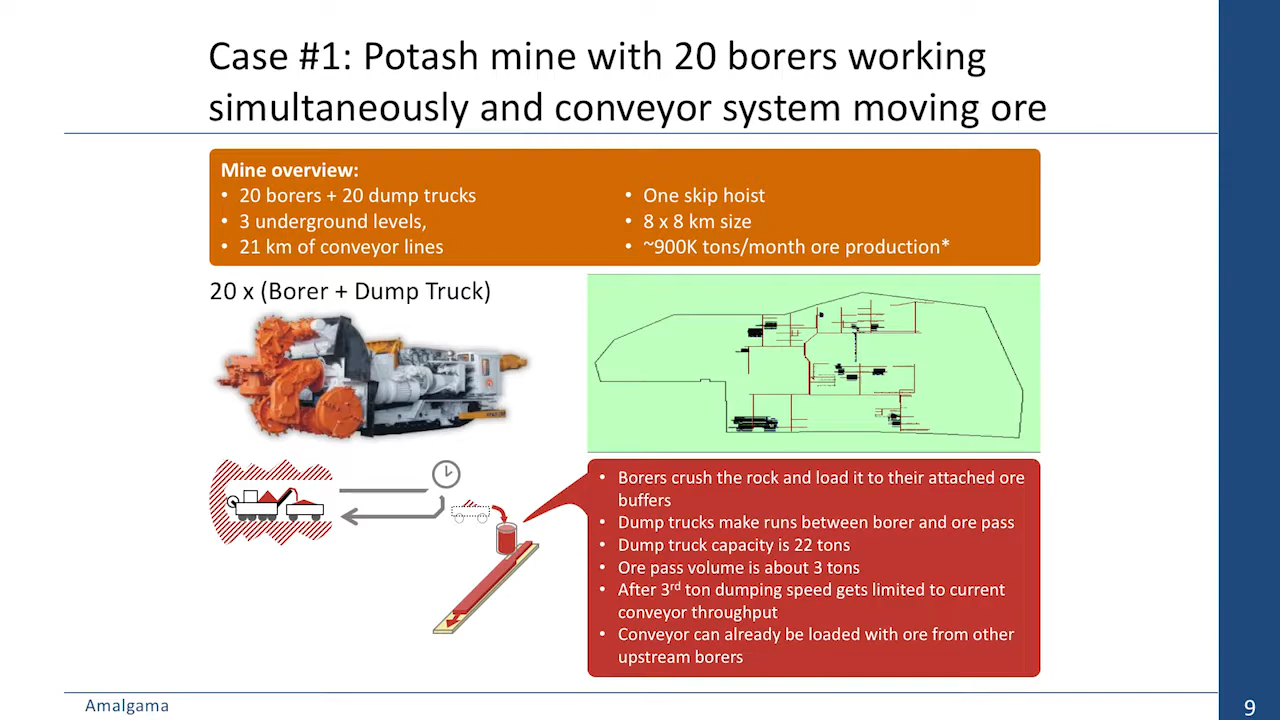 Case #1: Potash mine with 20 borers working
simultaneously and conveyor system moving ore
Mine overview:
• 20 borers + 20 dump trucks
• 3 underground levels,
• 21 km of conveyor lines
• One skip hoist
• 8 x 8 km size
• ~900K tons/month ore production*
20 x (Borer + Dump Truck)
• Borers crush the rock and load it to their attached ore
buffers
• Dump trucks make runs between borer and ore pass
• Dump truck capacity is 22 tons
• Ore pass volume is about 3 tons
• After 3rd ton dumping speed gets limited to current
conveyor throughput
• Conveyor can already be loaded with ore from other
upstream borers
Amalgama
9